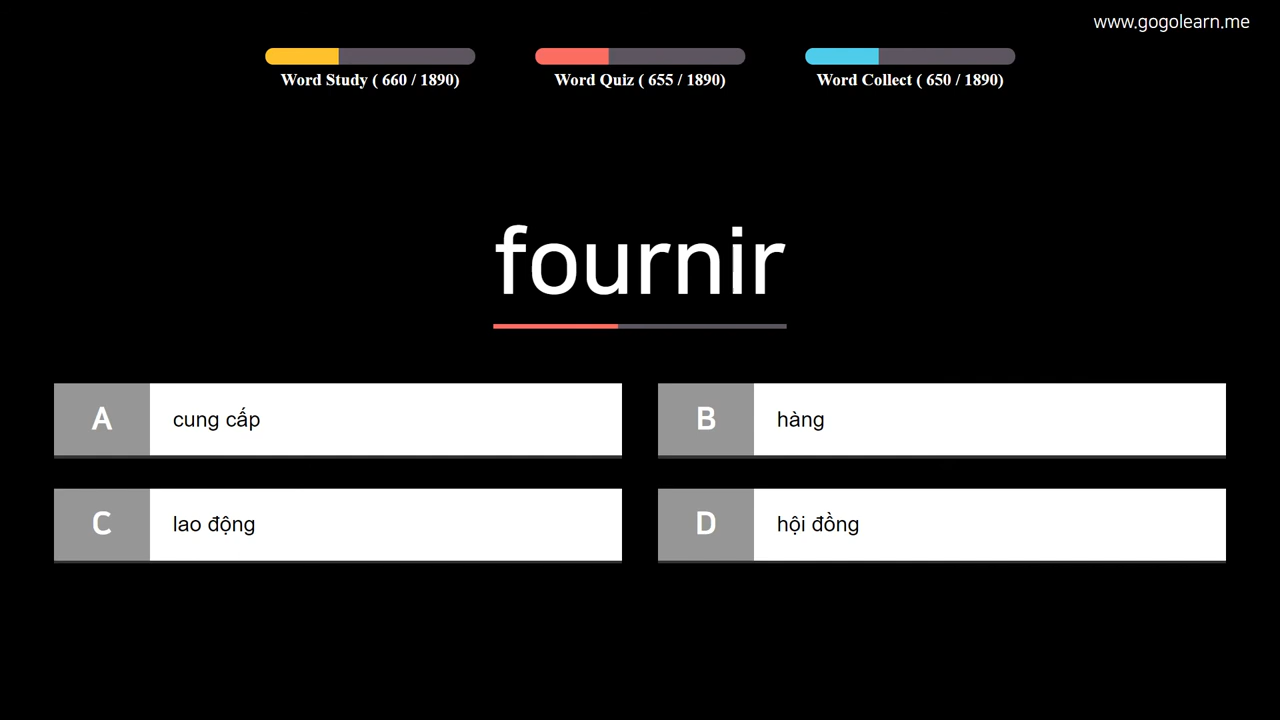 www.gogolearn.me
Word Study ( 660 / 1890)
Word Quiz ( 655 / 1890)
Word Collect ( 650 / 1890)
fournir
A cung cấp
B hàng
C lao động
D hội đồng